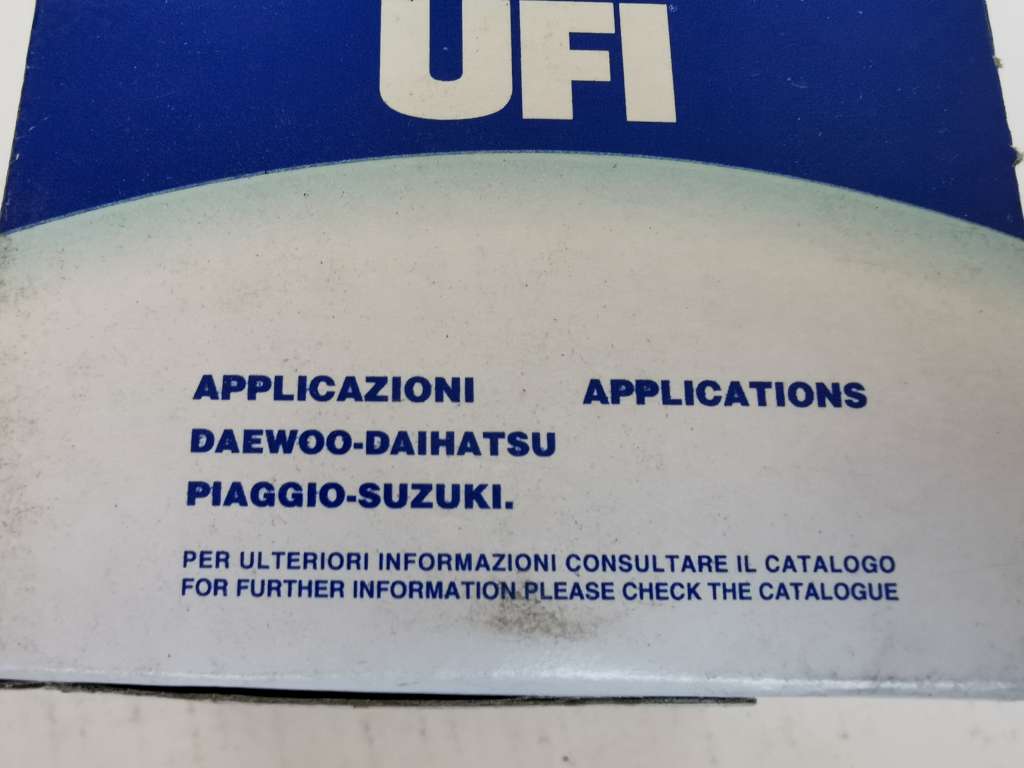 UFI
APPLICAZIONI APPLICATIONS
DAEWOO-DAIHATSU
PIAGGIO-SUZUKI.
PER ULTERIORI INFORMAZIONI CONSULTARE IL CATALOGO
FOR FURTHER INFORMATION PLEASE CHECK THE CATALOGUE